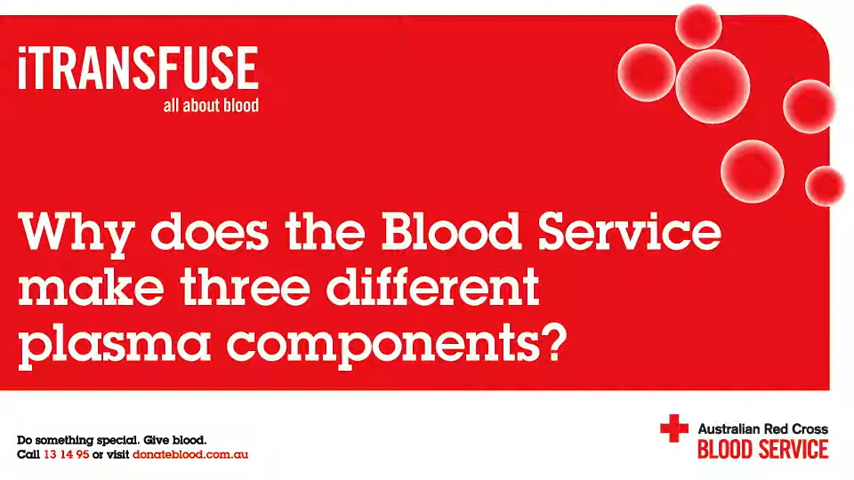 iTRANSFUSE
all about blood
Why does the Blood Service
make three different
plasma components?
Do something special. Give blood.
Call 13 14 95 or visit donateblood.com.au
Australian Red Cross
BLOOD SERVICE